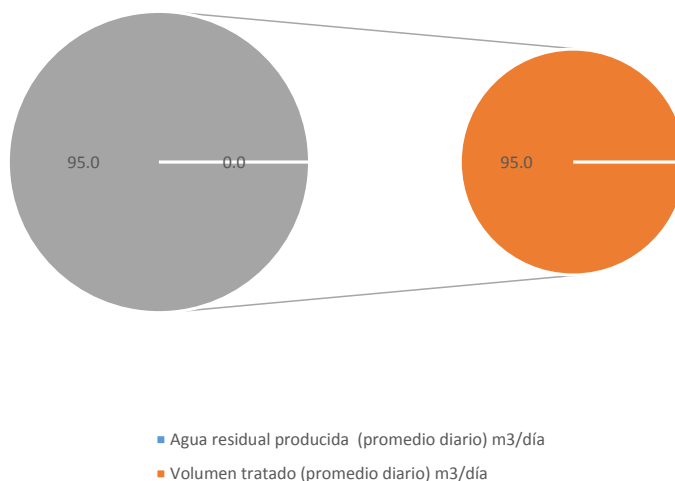 95.0
0.0
95.0
Agua residual producida (promedio diario) m3/día
Volumen tratado (promedio diario) m3/día